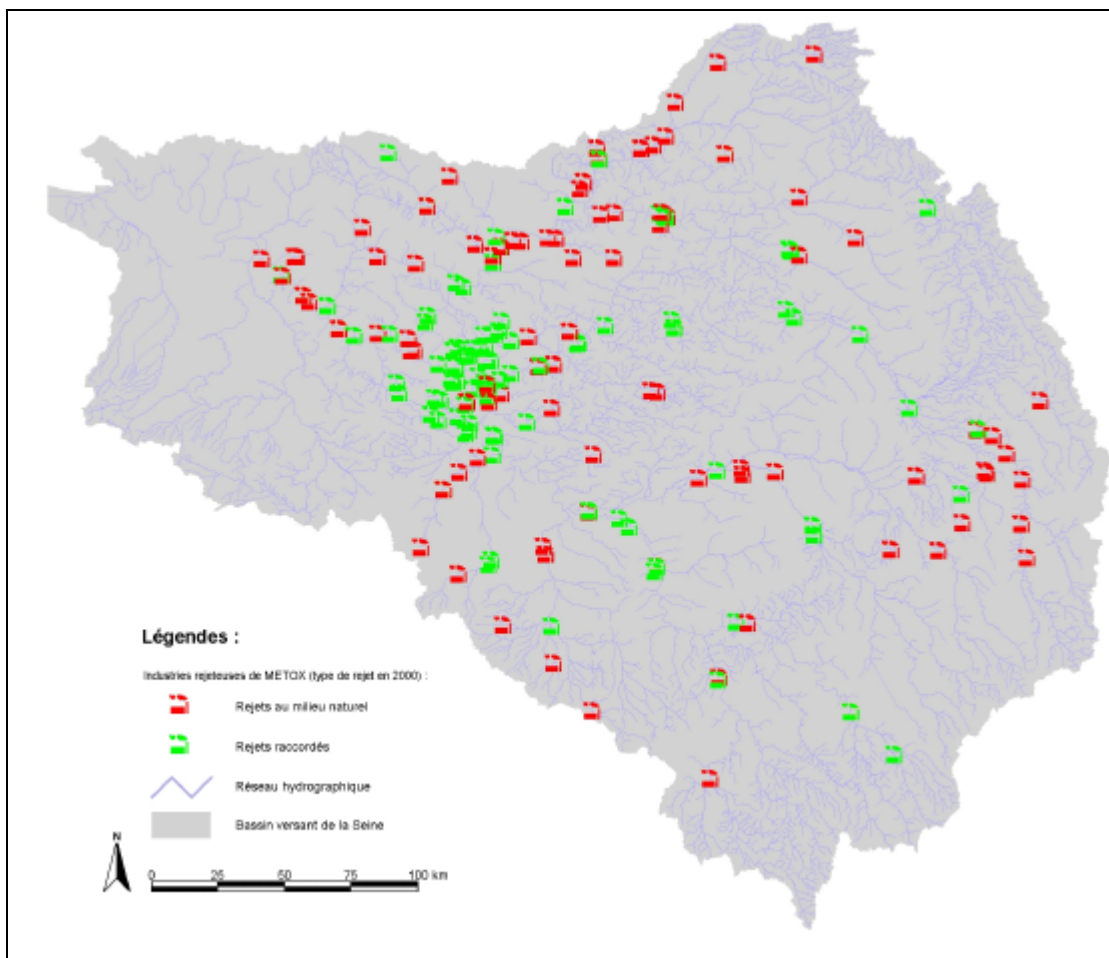 Légendes :
Industries rejeteuses de METOX (type de rejet en 2000) :
Rejets au milieu naturel
Rejets raccordés
Réseau hydrographique
Bassin versant de la Seine
N
0 25 50 75 100 km